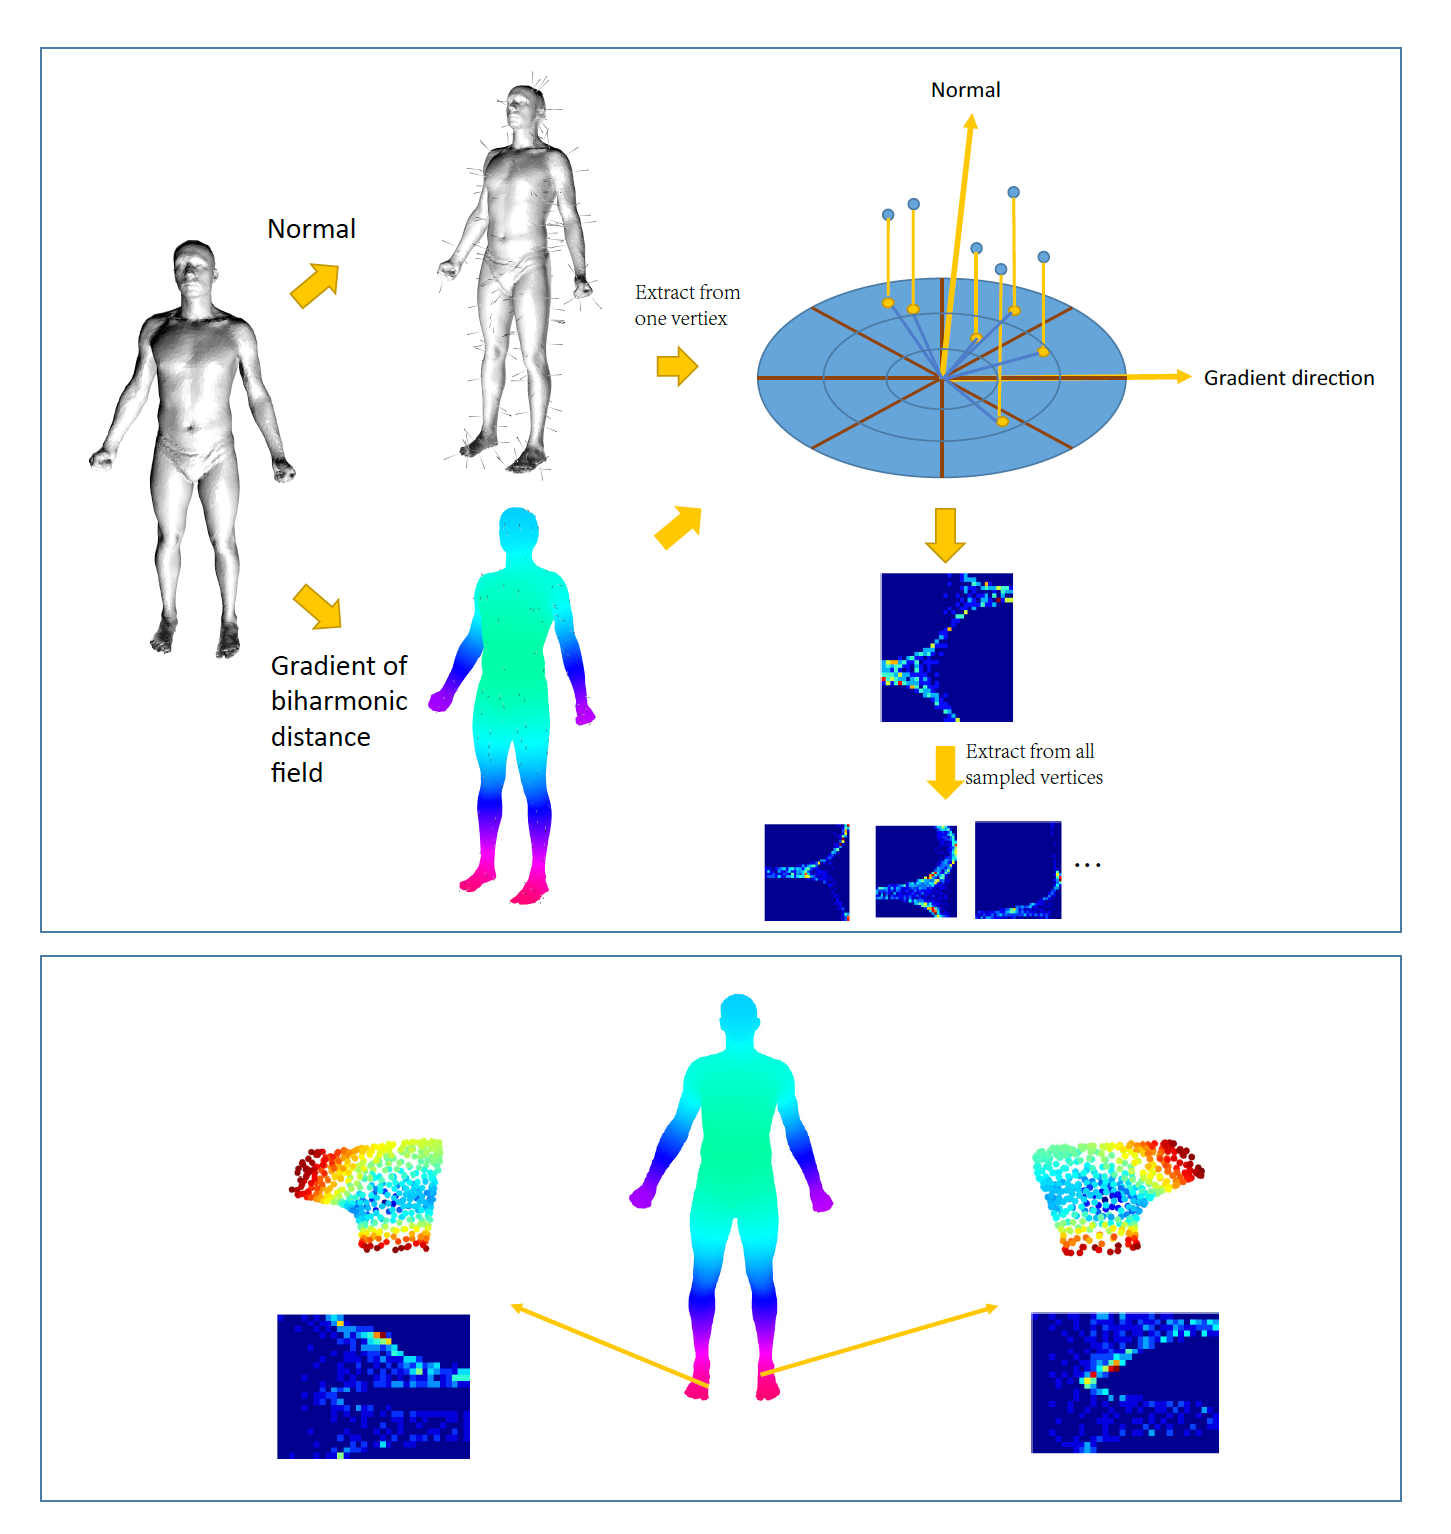 Normal
Normal
Extract from
one vertiex
Gradient direction
Gradient of
biharmonic
distance
field
Extract from all
sampled vertices
...